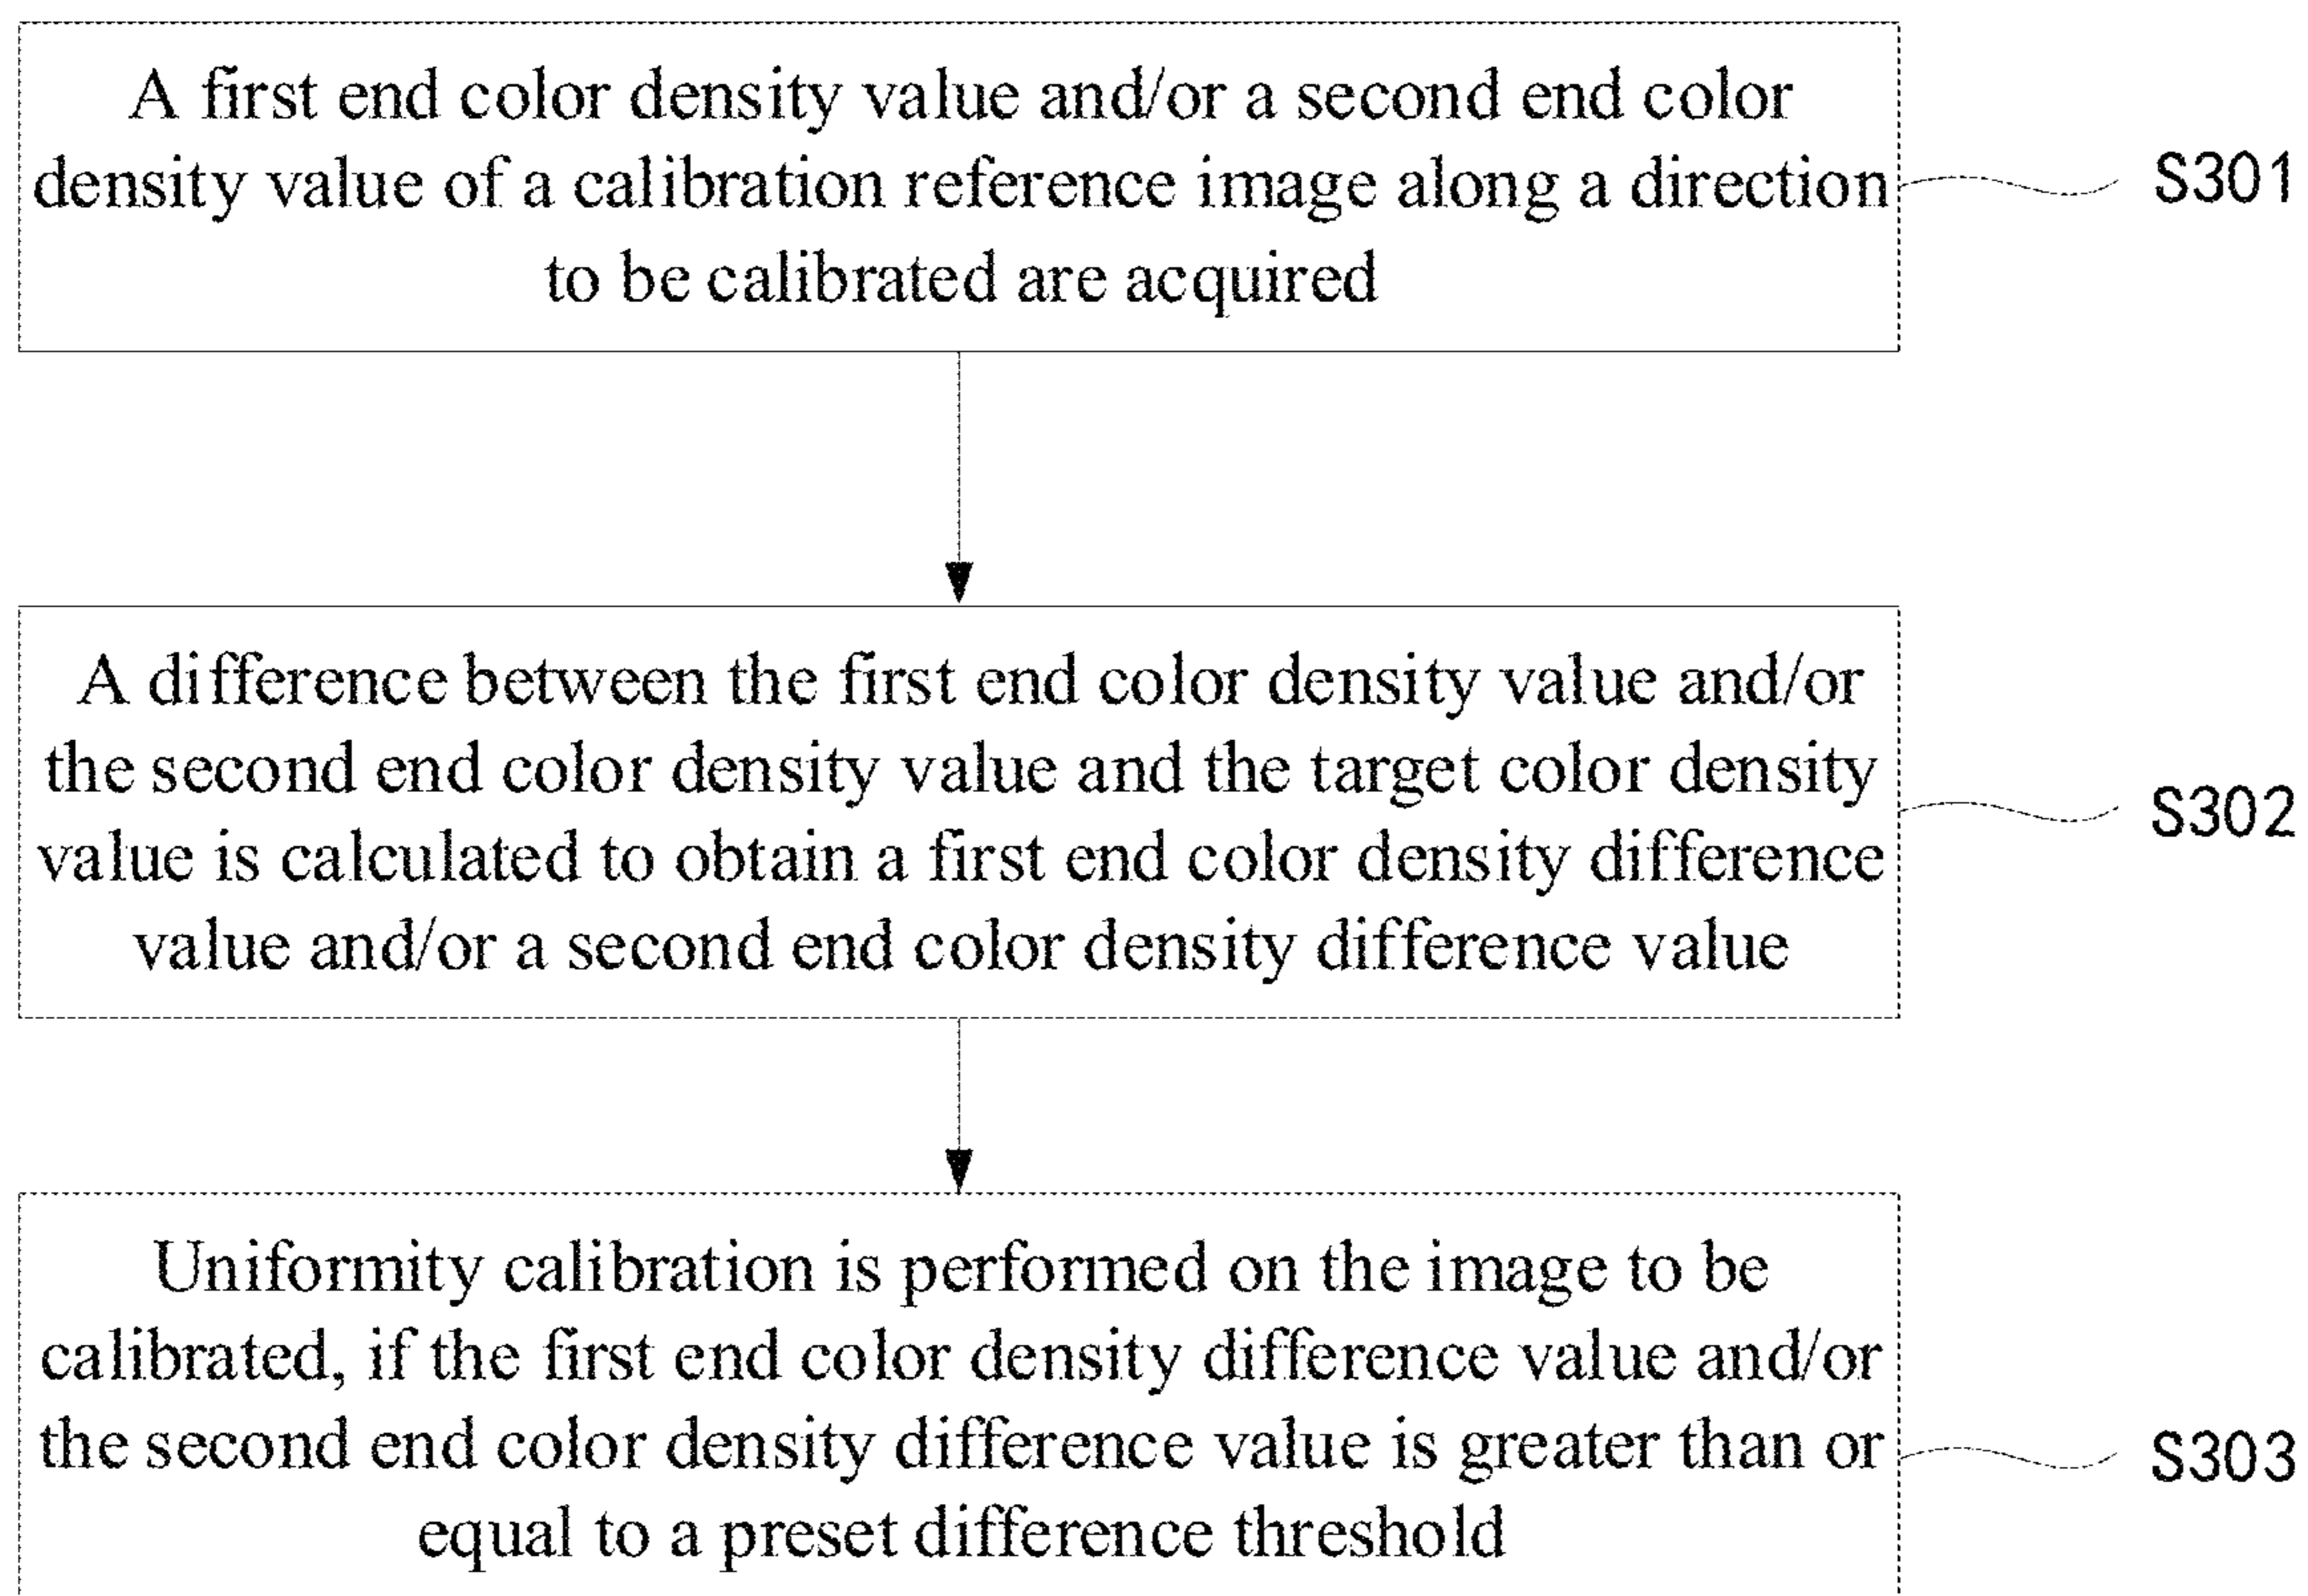 A first end color density value and/or a second end color
density value of a calibration reference image along a direction
to be calibrated are acquired
S301
A difference between the first end color density value and/or
the second end color density value and the target color density
value is calculated to obtain a first end color density difference
value and/or a second end color density difference value
S302
Uniformity calibration is performed on the image to be
calibrated, if the first end color density difference value and/or
the second end color density difference value is greater than or
equal to a preset difference threshold
S303